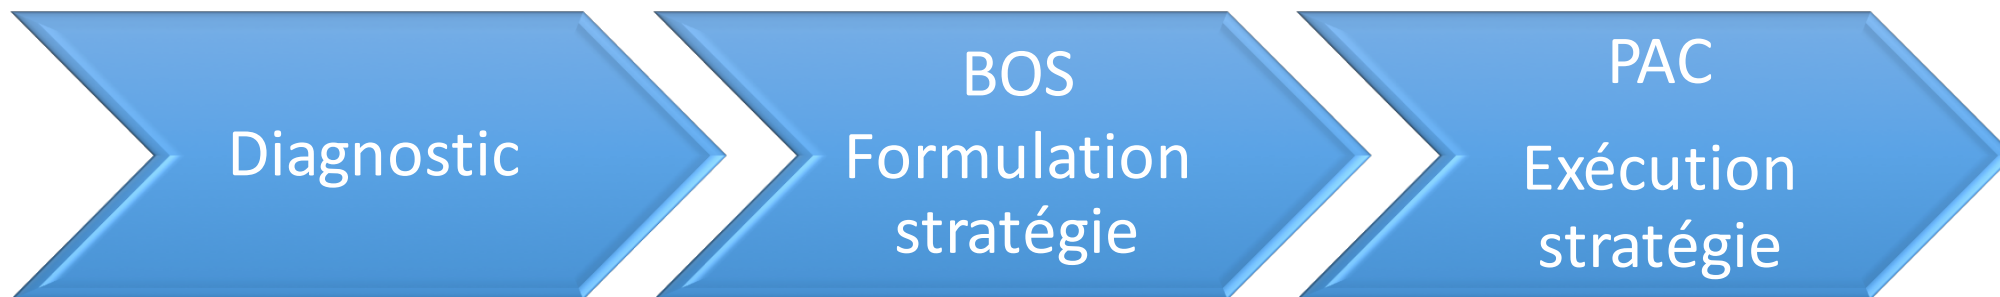 Diagnostic
BOS
Formulation
stratégie
PAC
Exécution
stratégie